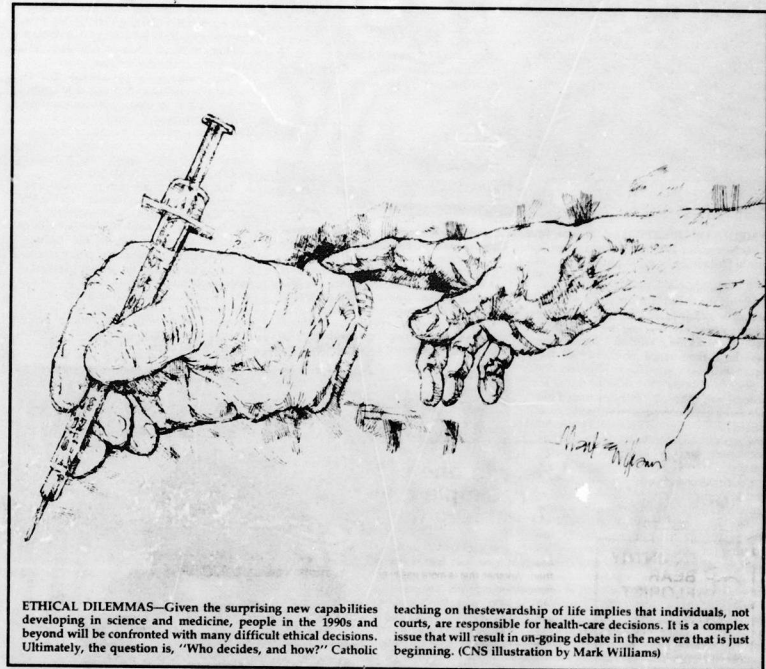 Mark Williams
ETHICAL DILEMMAS—Given the surprising new capabilities
developing in science and medicine, people in the 1990s and
beyond will be confronted with many difficult ethical decisions.
Ultimately, the question is, "Who decides, and how?" Catholic
teaching on thestewardship of life implies that individuals, not
courts, are responsible for health-care decisions. It is a complex
issue that will result in on-going debate in the new era that is just
beginning. (CNS illustration by Mark Williams)